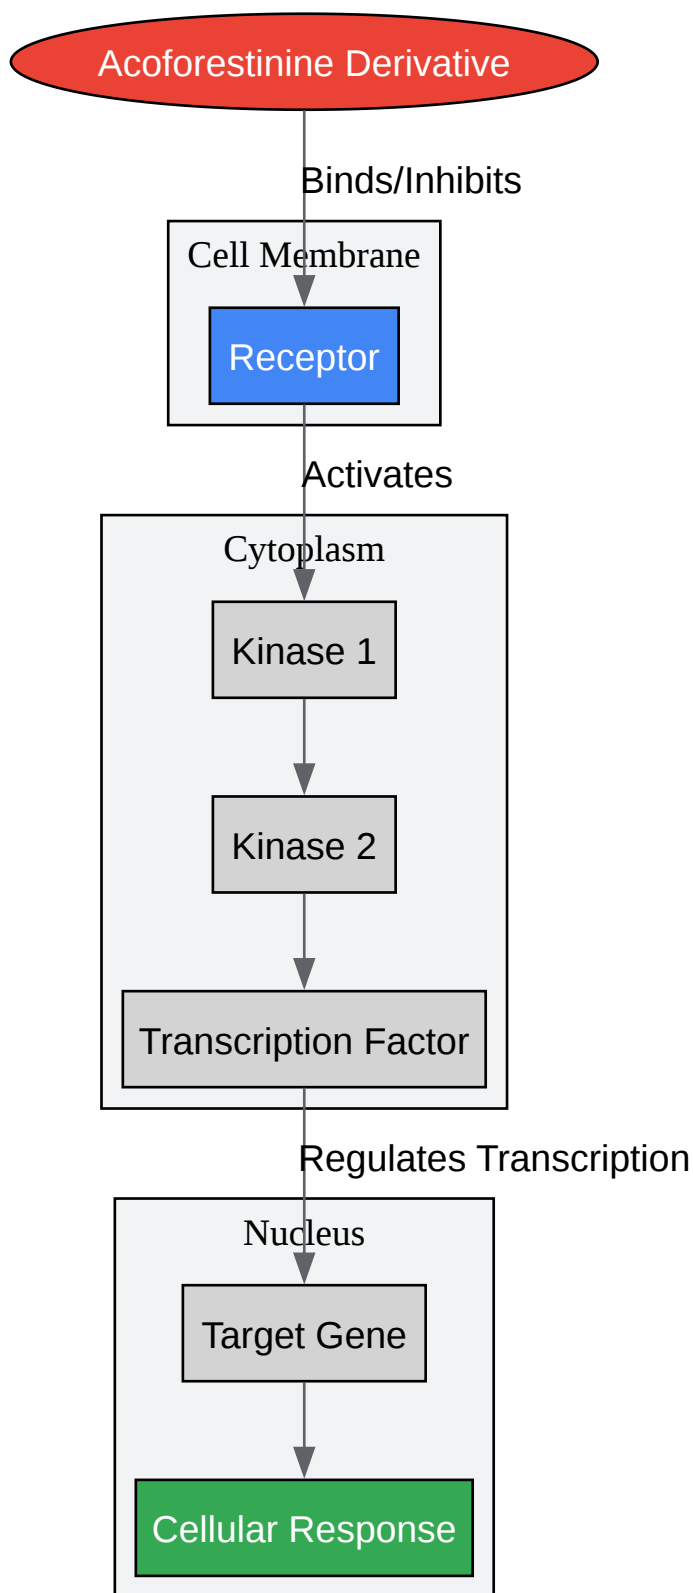 Acoforestinine Derivative
Binds/Inhibits
Cell Membrane
Receptor
Activates
Cytoplasm
Kinase 1
Kinase 2
Transcription Factor
Regulates Transcription
Nucleus
Target Gene
Cellular Response